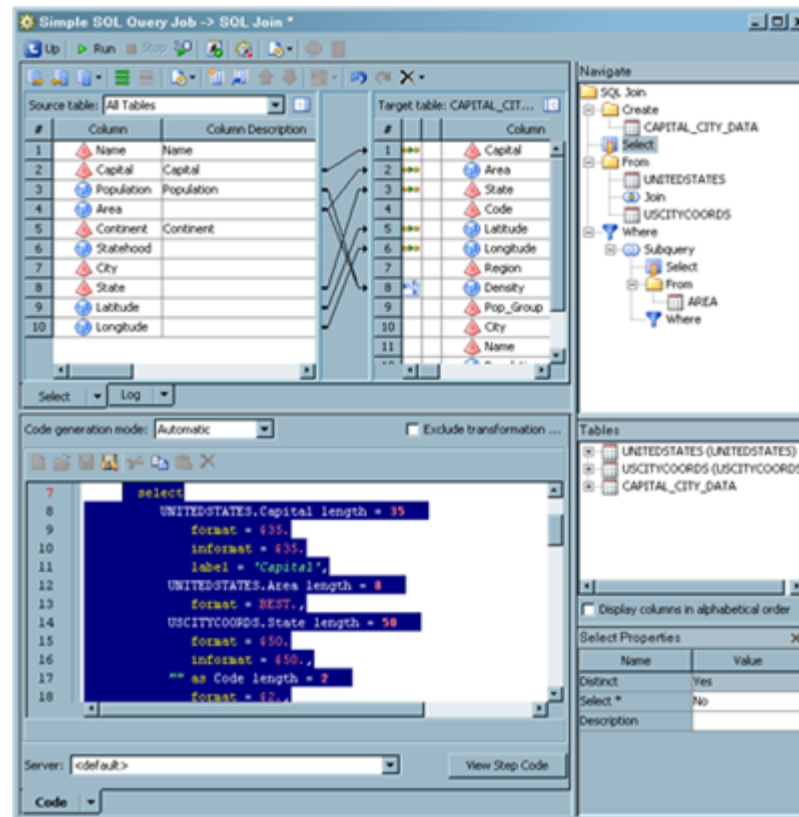 Simple SQL Query Job -> SQL Join *
Up Run Stop
Source table: All Tables
# Column Column Description
1 Name Name
2 Capital Capital
3 Population Population
4 Area
5 Continent Continent
6 Statehood
7 City
8 State
9 Latitude
10 Longitude
Target table: CAPITAL_CIT...
# Column
1 Capital
2 Area
3 State
4 Code
5 Latitude
6 Longitude
7 Region
8 Density
9 Pop_Group
10 City
11 Name
Select Log
Navigate
SQL Join
Create
CAPITAL_CITY_DATA
Select
From
UNITEDSTATES
Join
USCITYCOORDS
Where
Subquery
Select
From
AREA
Where
Code generation mode: Automatic
Exclude transformation ...
7 select
8 UNITEDSTATES.Capital length = 35
9 format = $35.
10 informat = $35.
11 label = 'Capital',
12 UNITEDSTATES.Area length = 8
13 format = BEST.,
14 USCITYCOORDS.State length = 50
15 format = $50.
16 informat = $50.,
17 "" as Code length = 2
18 format = $2.,
Server: <default>
View Step Code
Code
Tables
UNITEDSTATES (UNITEDSTATES)
USCITYCOORDS (USCITYCOORDS
CAPITAL_CITY_DATA
Display columns in alphabetical order
Select Properties
Name Value
Distinct Yes
Select * No
Description